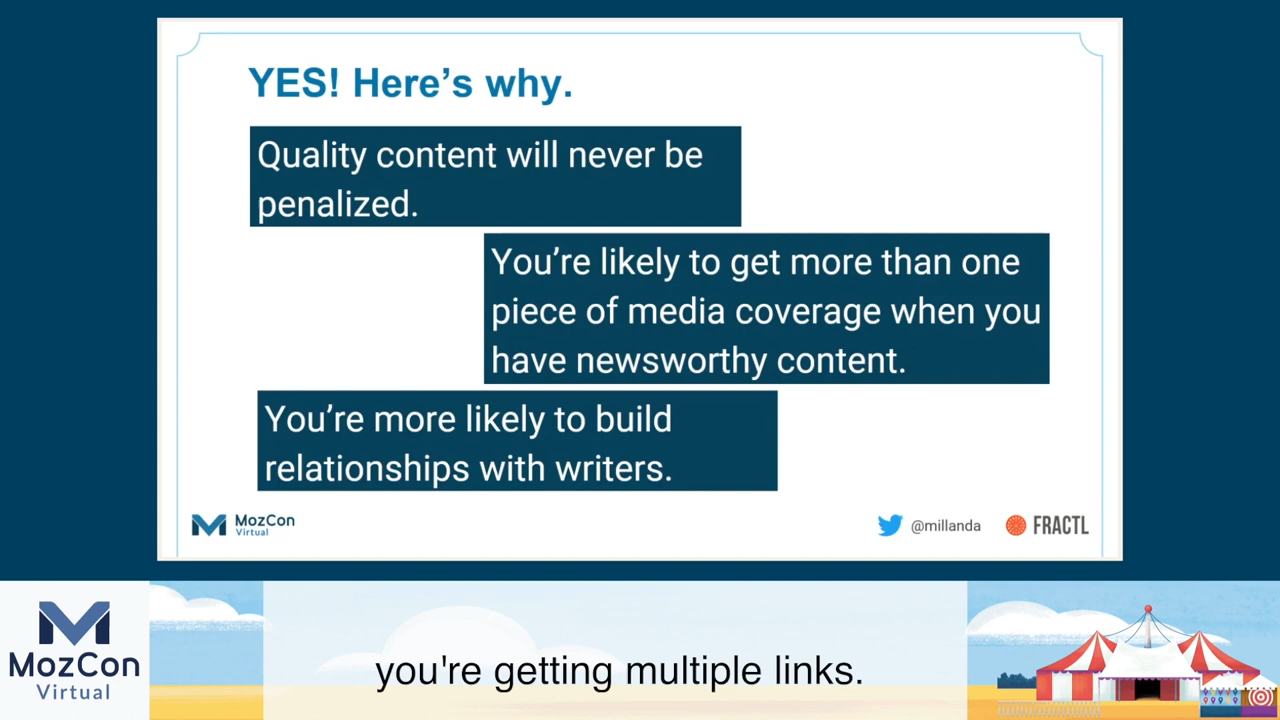 YES! Here’s why.
Quality content will never be
penalized.
You’re likely to get more than one
piece of media coverage when you
have newsworthy content.
You’re more likely to build
relationships with writers.
MozCon
Virtual
@millanda
FRACTL
MozCon
Virtual
you're getting multiple links.